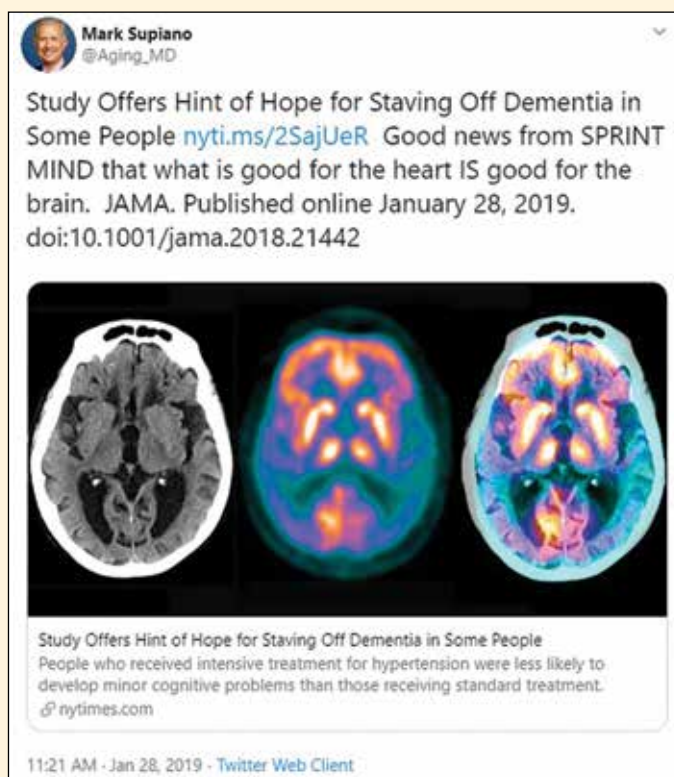 Mark Supiano
@Aging_MD
Study Offers Hint of Hope for Staving Off Dementia in
Some People nyti.ms/2SajUeR Good news from SPRINT
MIND that what is good for the heart IS good for the
brain. JAMA. Published online January 28, 2019.
doi:10.1001/jama.2018.21442
Study Offers Hint of Hope for Staving Off Dementia in Some People
People who received intensive treatment for hypertension were less likely to
develop minor cognitive problems than those receiving standard treatment.
nytimes.com
11:21 AM - Jan 28, 2019 - Twitter Web Client